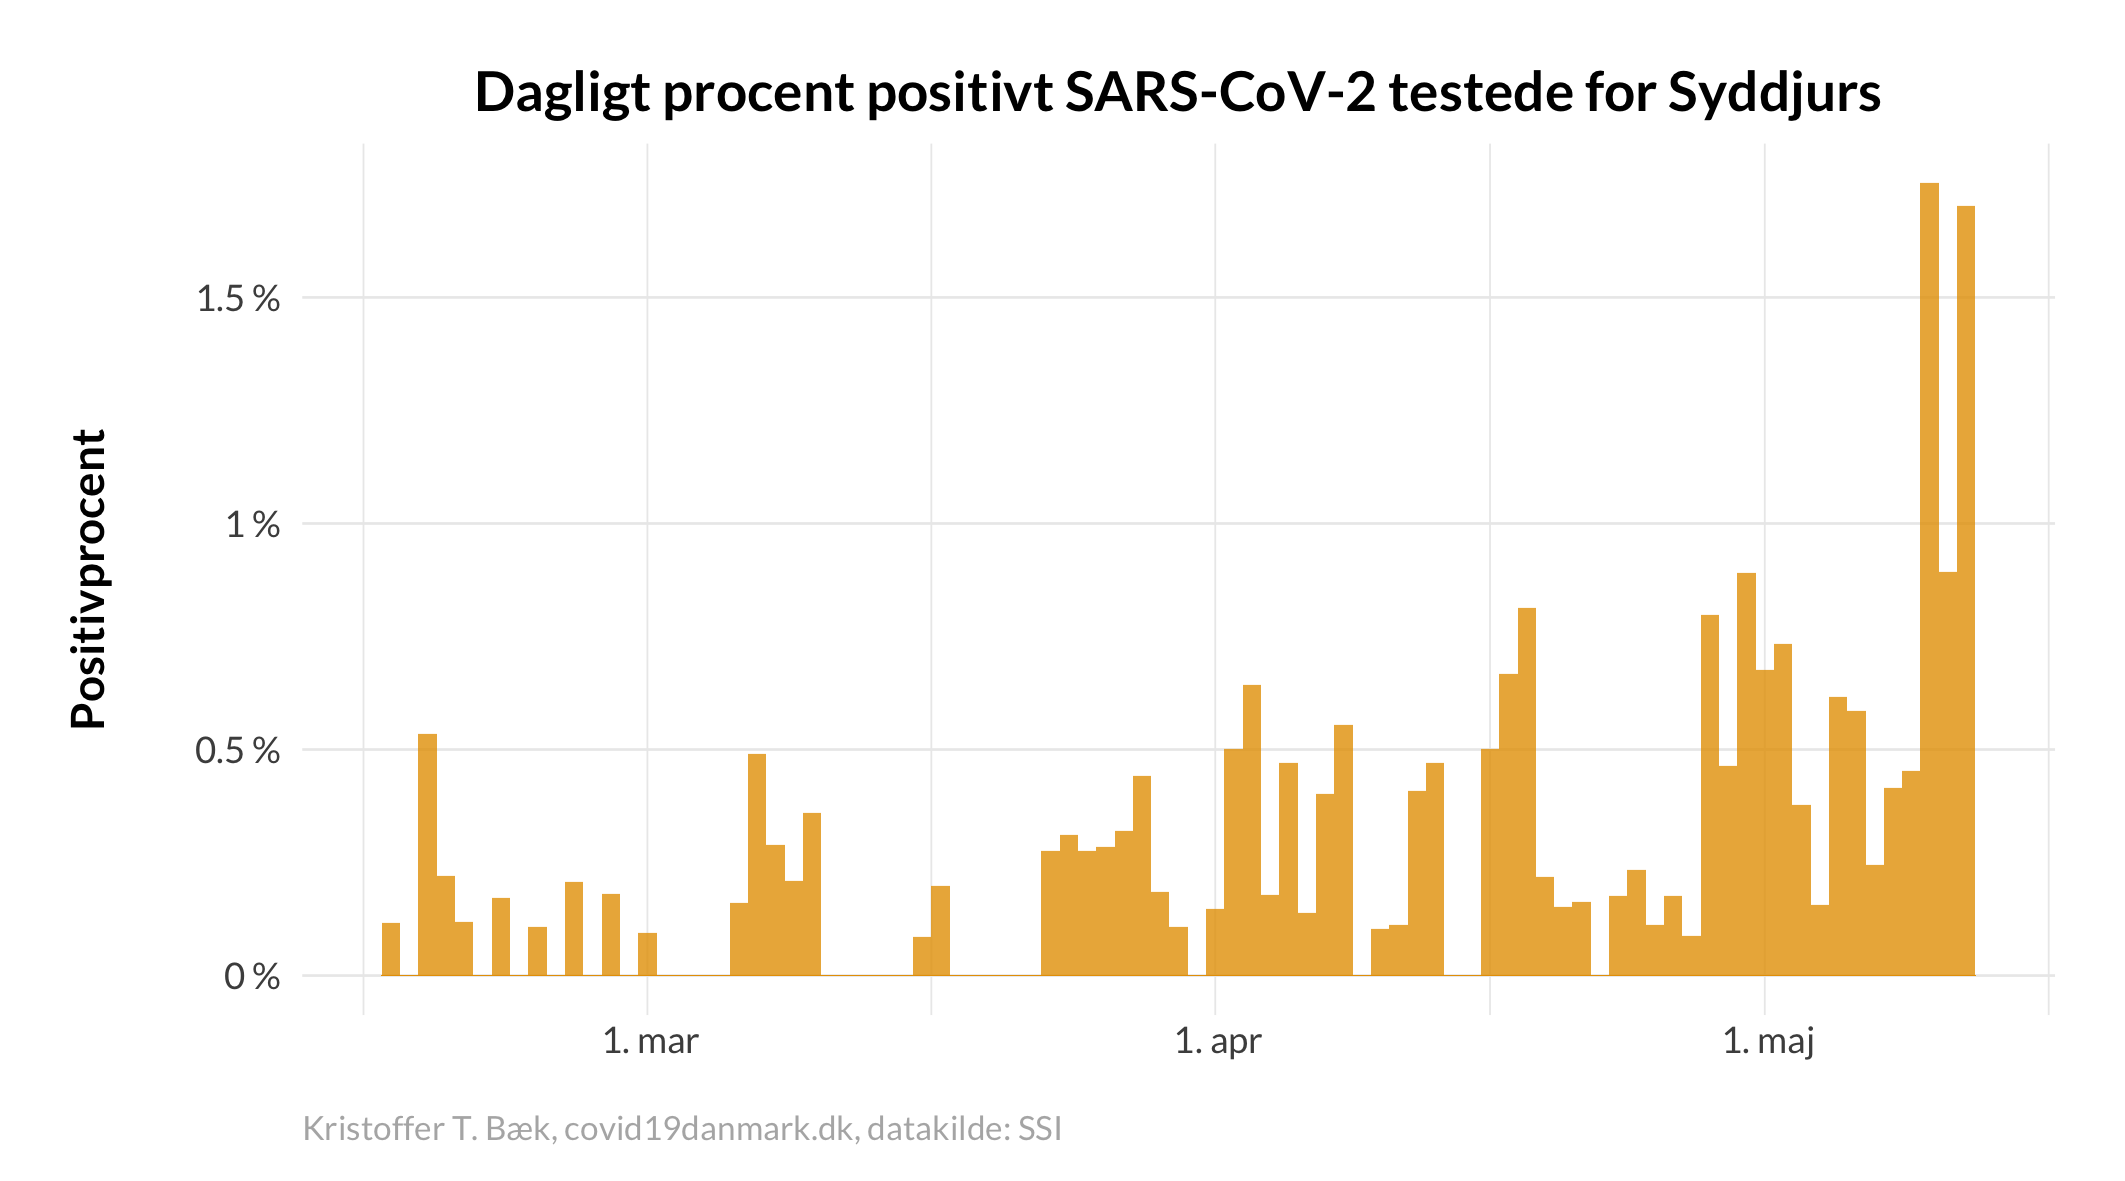 Dagligt procent positivt SARS-CoV-2 testede for Syddjurs
Positivprocent
1.5 %
1 %
0.5 %
0 %
1. mar
1. apr
1. maj
Kristoffer T. Bæk, covid19danmark.dk, datakilde: SSI